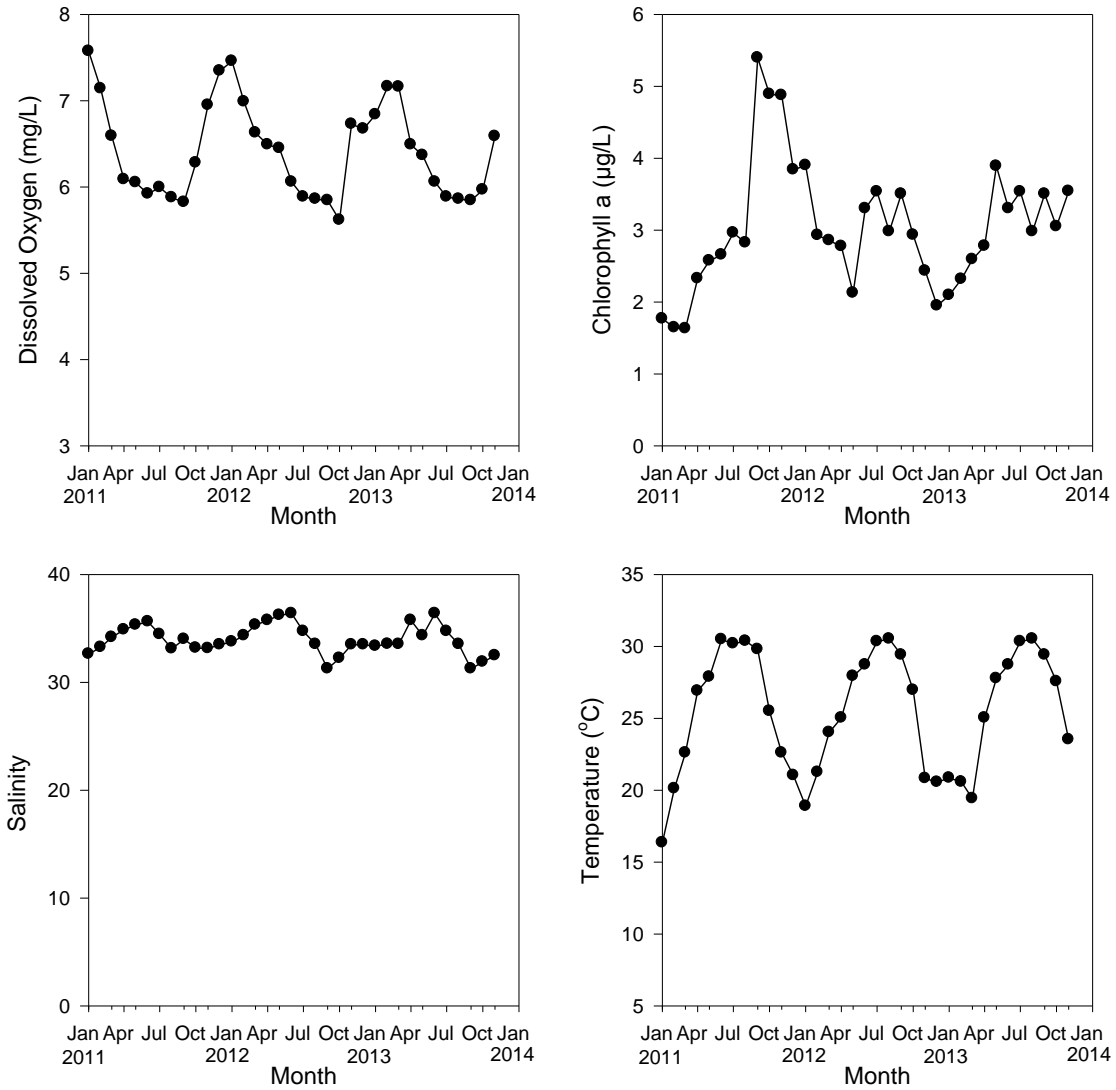 Dissolved Oxygen (mg/L)
8
7
6
5
4
3
Jan Apr Jul Oct Jan Apr Jul Oct Jan Apr Jul Oct Jan
2011 2012 2013 2014
Month
Chlorophyll a (µg/L)
6
5
4
3
2
1
0
Jan Apr Jul Oct Jan Apr Jul Oct Jan Apr Jul Oct Jan
2011 2012 2013 2014
Month
Salinity
40
30
20
10
0
Jan Apr Jul Oct Jan Apr Jul Oct Jan Apr Jul Oct Jan
2011 2012 2013 2014
Month
Temperature (°C)
35
30
25
20
15
10
5
Jan Apr Jul Oct Jan Apr Jul Oct Jan Apr Jul Oct Jan
2011 2012 2013 2014
Month